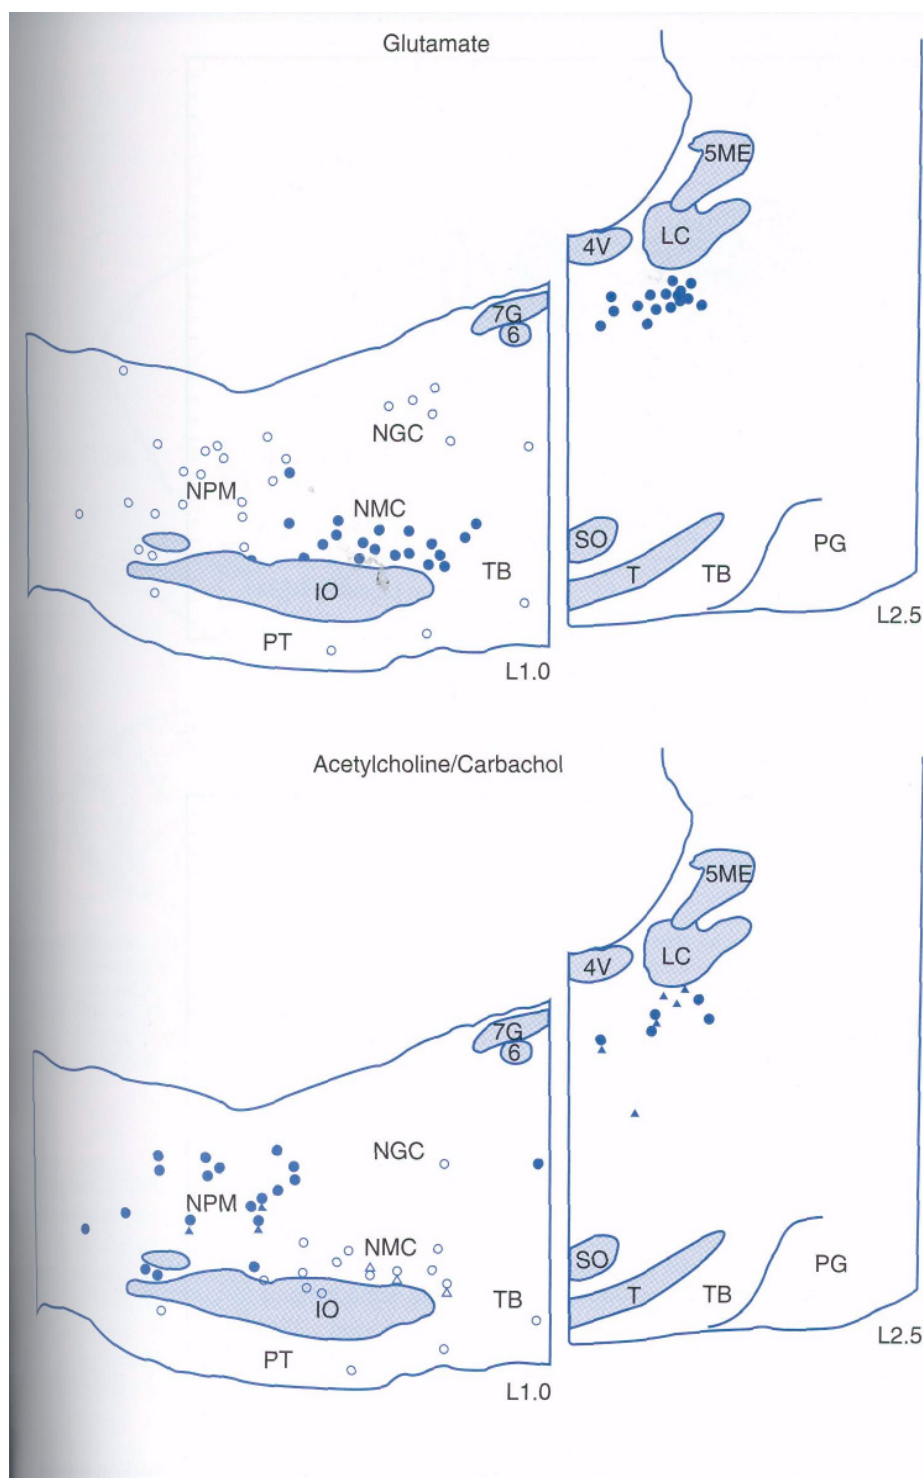 Glutamate
5ME
4V
LC
7G
6
NGC
NPM
NMC
SO
PG
TB
T
TB
IO
PT
L2.5
L1.0
Acetylcholine/Carbachol
5ME
4V
LC
7G
6
NGC
NPM
NMC
SO
PG
TB
T
TB
IO
PT
L2.5
L1.0